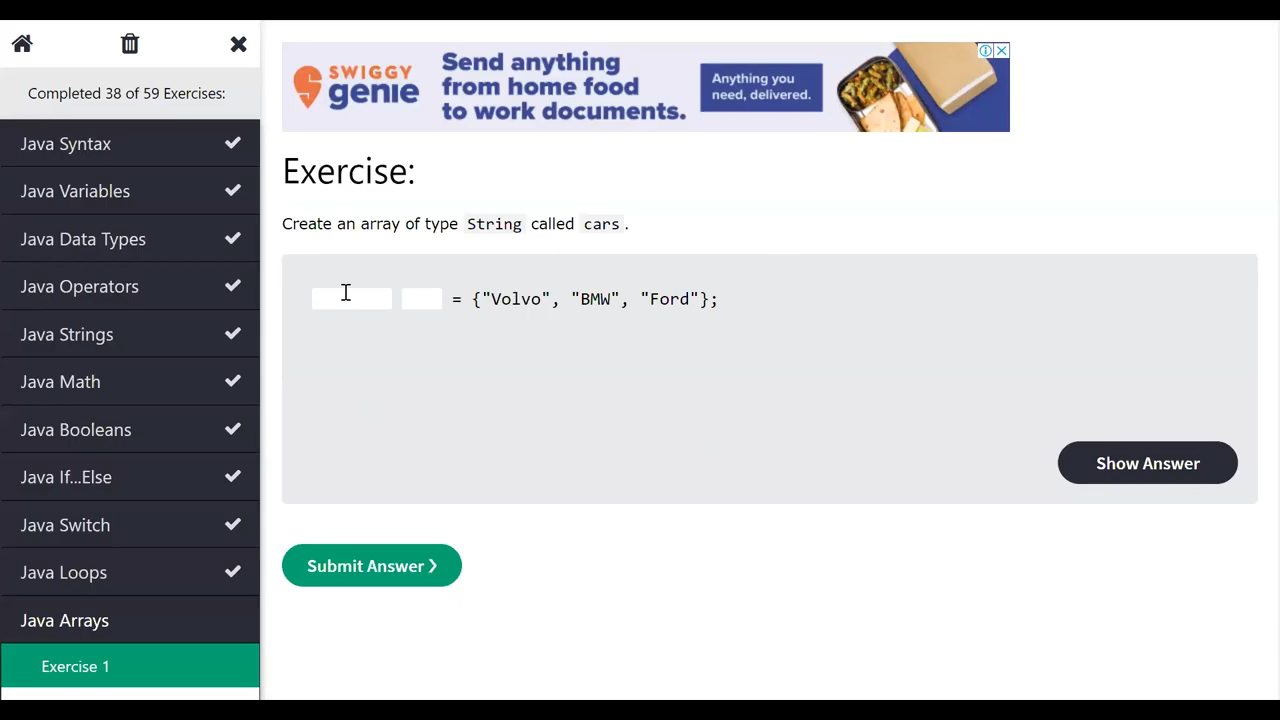 Completed 38 of 59 Exercises:
Java Syntax
Java Variables
Java Data Types
Java Operators
Java Strings
Java Math
Java Booleans
Java If...Else
Java Switch
Java Loops
Java Arrays
Exercise 1
SWIGGY
genie
Send anything
from home food
to work documents.
Anything you
need, delivered.
Exercise:
Create an array of type String called cars.
= {"Volvo", "BMW", "Ford"};
Show Answer
Submit Answer ❯